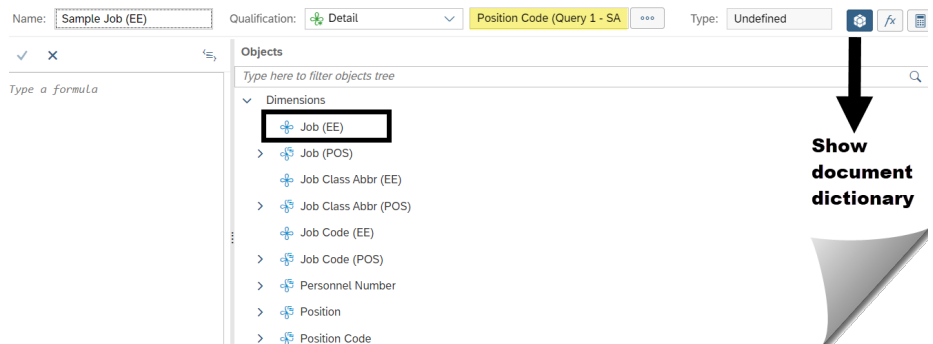 Name: Sample Job (EE) Qualification: Detail Position Code (Query 1 - SA Type: Undefined fx
Objects
Type here to filter objects tree
Type a formula
Dimensions
Job (EE)
Job (POS)
Job Class Abbr (EE)
Job Class Abbr (POS)
Job Code (EE)
Job Code (POS)
Personnel Number
Position
Position Code
Show
document
dictionary